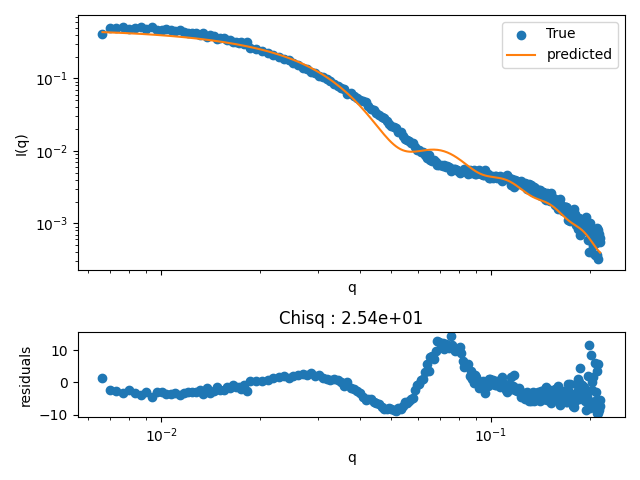 True
predicted
10⁻¹
10⁻²
10⁻³
I(q)
q
Chisq : 2.54e+01
10
0
−10
residuals
10⁻²
10⁻¹
q